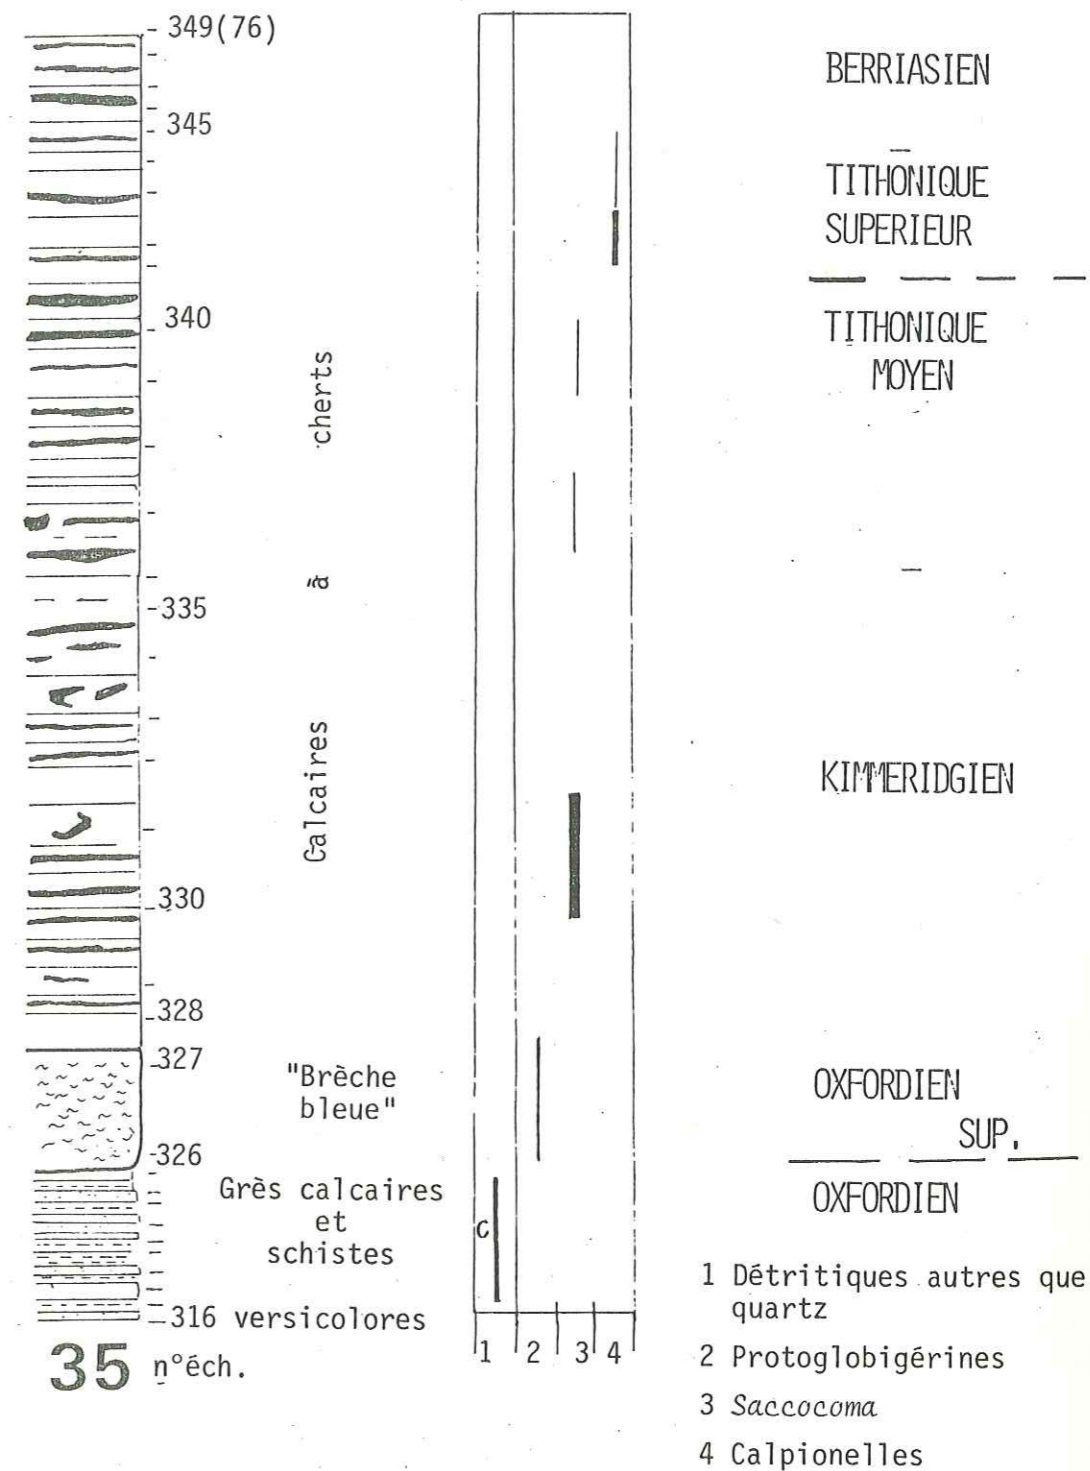 349(76)
BERRIASIEN
345
TITHONIQUE
SUPERIEUR
340
TITHONIQUE
MOYEN
Calcaires à cherts
335
KIMMERIDGIEN
330
328
327
"Brèche
bleue"
OXFORDIEN
SUP.
326
Grès calcaires
et
schistes
C
OXFORDIEN
316 versicolores
35 n°éch.
1 2 3 4
1 Détritiques autres que
quartz
2 Protoglobigérines
3 Saccocoma
4 Calpionelles